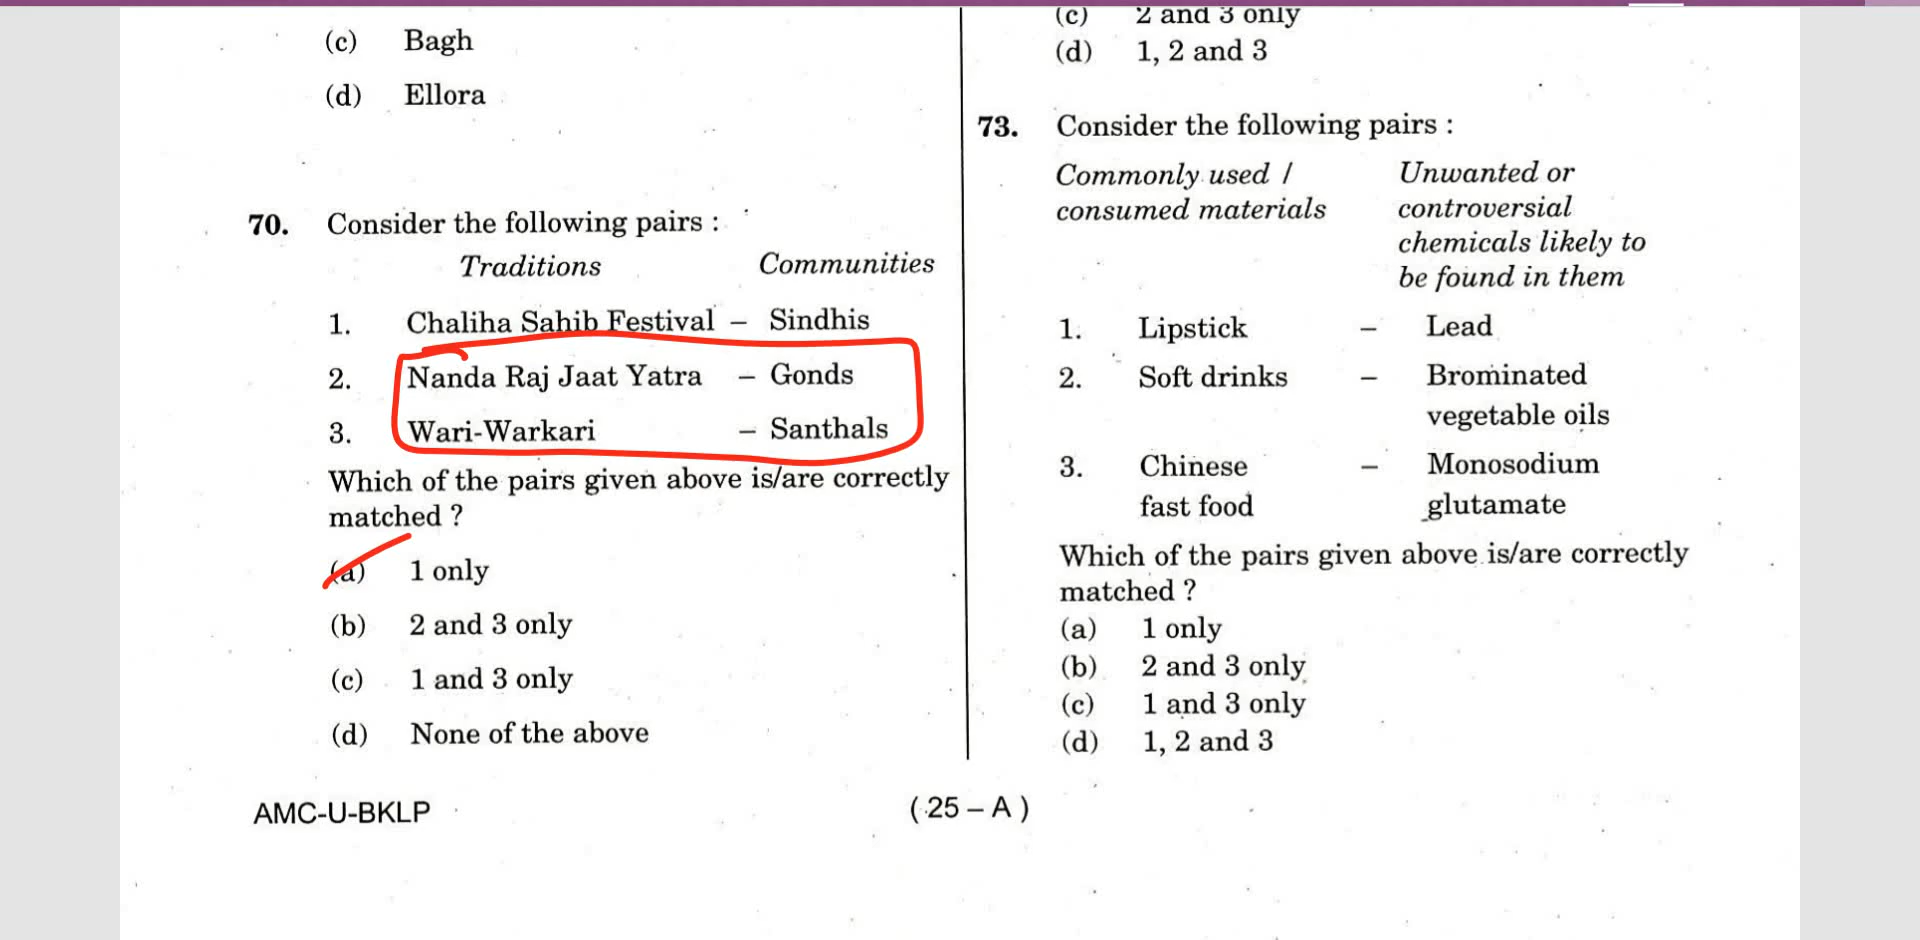 (c) Bagh
(d) Ellora
70. Consider the following pairs :
Traditions Communities
1. Chaliha Sahib Festival – Sindhis
2. Nanda Raj Jaat Yatra – Gonds
3. Wari-Warkari – Santhals
Which of the pairs given above is/are correctly
matched ?
(a) 1 only
(b) 2 and 3 only
(c) 1 and 3 only
(d) None of the above
(c) 2 and 3 only
(d) 1, 2 and 3
73. Consider the following pairs :
Commonly used / Unwanted or
consumed materials controversial
chemicals likely to
be found in them
1. Lipstick – Lead
2. Soft drinks – Brominated
vegetable oils
3. Chinese – Monosodium
fast food glutamate
Which of the pairs given above is/are correctly
matched ?
(a) 1 only
(b) 2 and 3 only
(c) 1 and 3 only
(d) 1, 2 and 3
AMC-U-BKLP ( 25 – A )